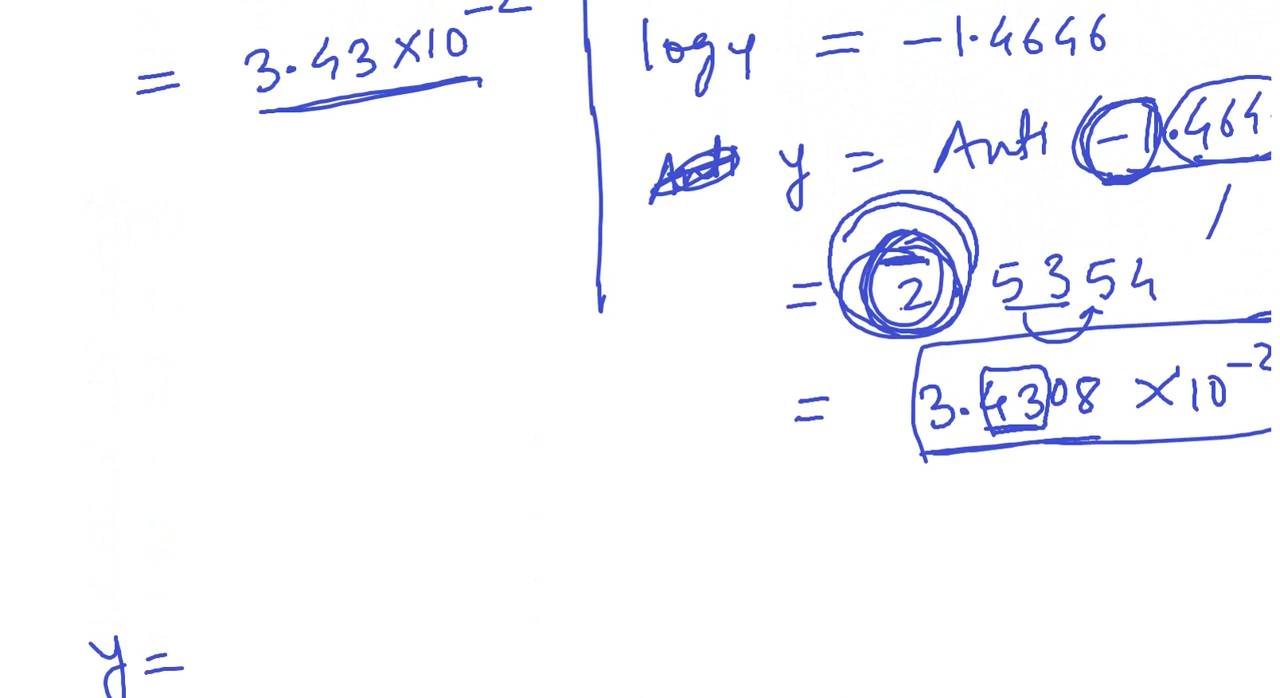 = 3.43 ×10⁻²
log y = -1.4646
y = Anti -1.464
= 2̅ 5354
= 3.4308 ×10⁻²
y =